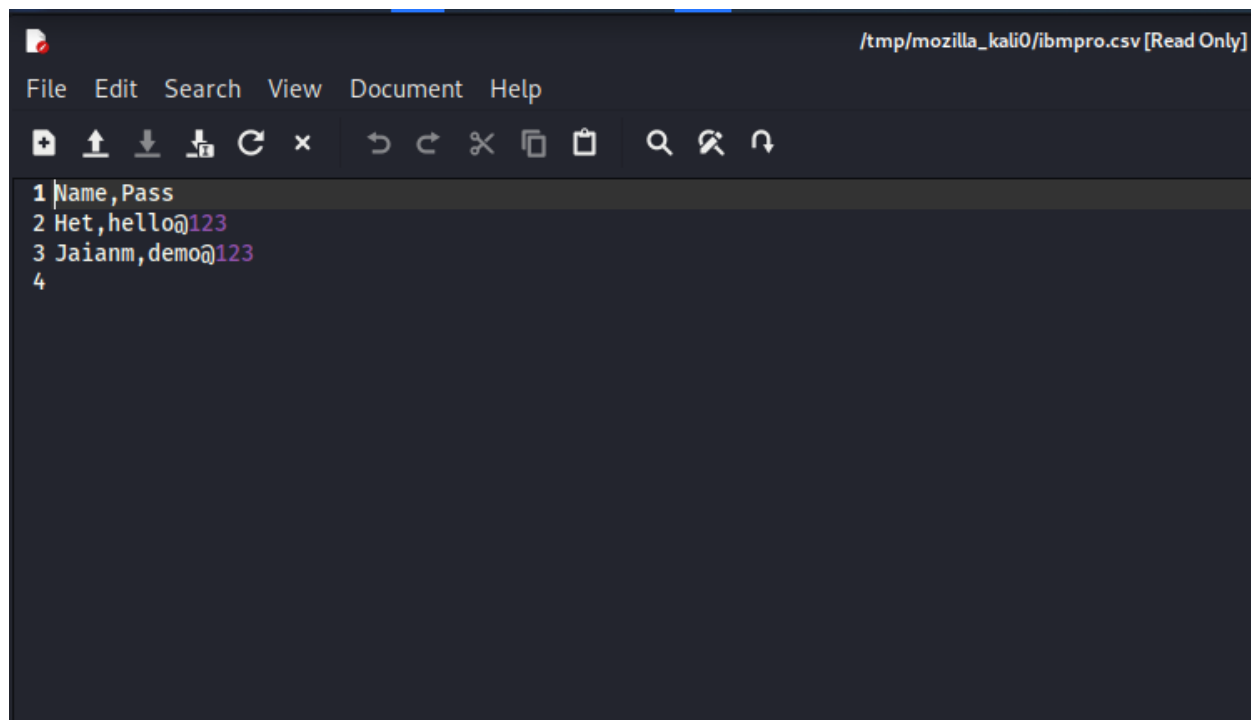 /tmp/mozilla_kali0/ibmpro.csv [Read Only]
File Edit Search View Document Help
1 Name,Pass
2 Het,hello@123
3 Jaianm,demo@123
4